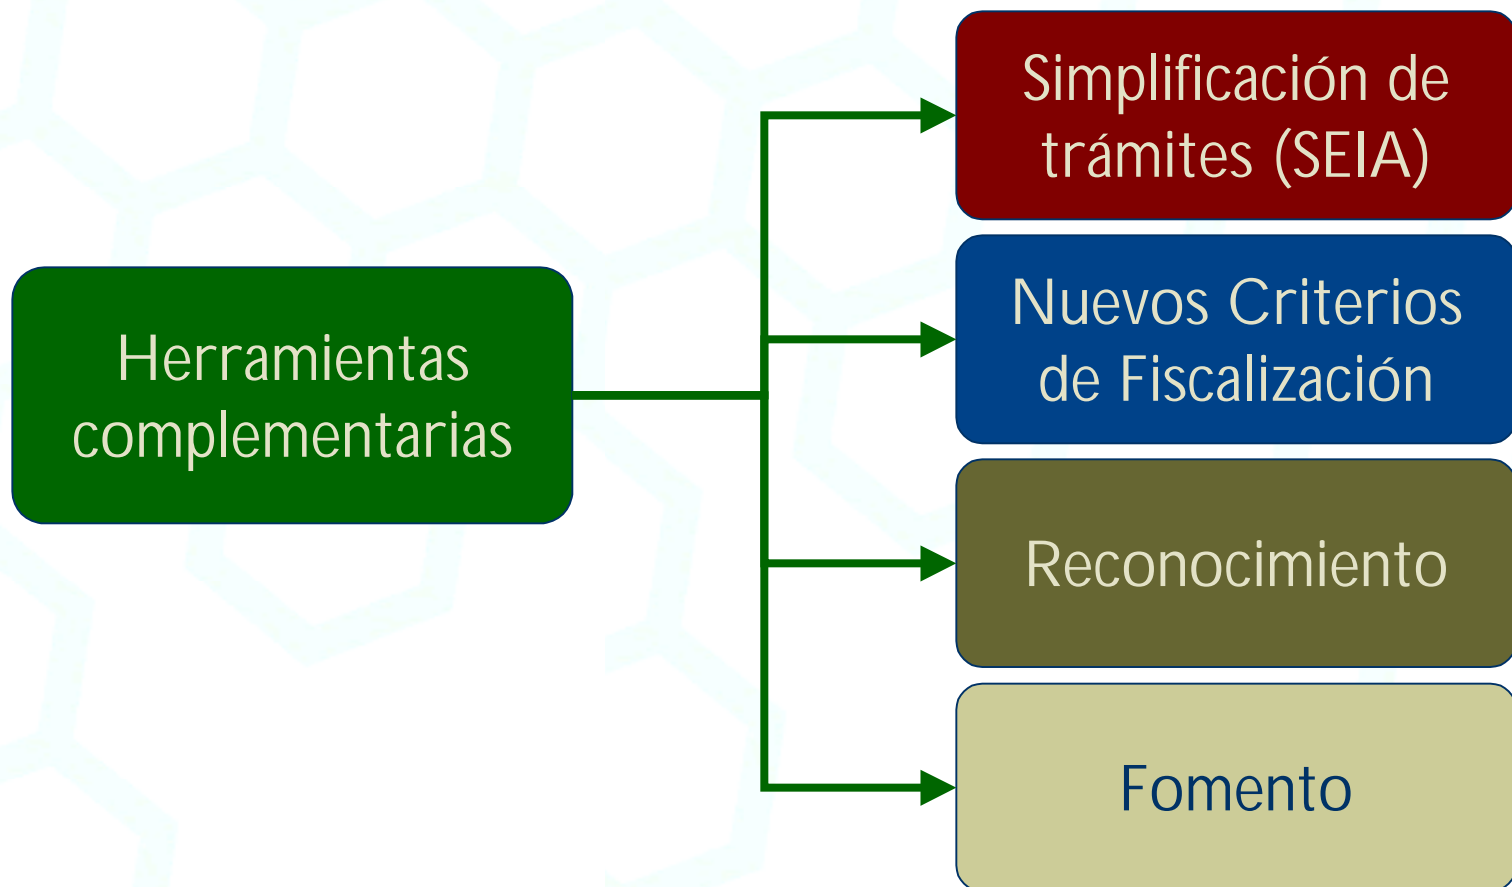 Herramientas
complementarias
Simplificación de
trámites (SEIA)
Nuevos Criterios
de Fiscalización
Reconocimiento
Fomento